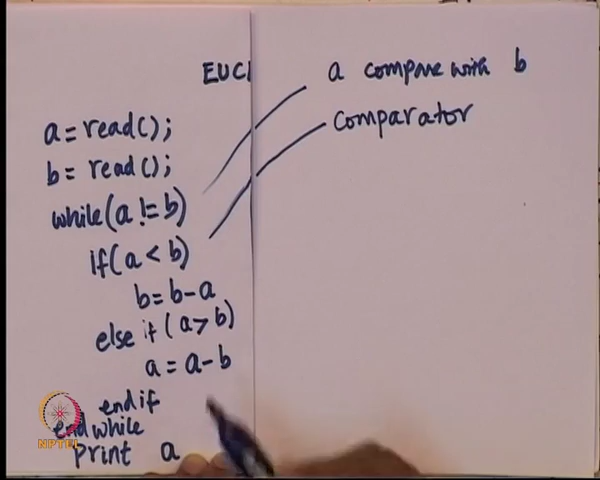 EUCl
a = read();
b = read();
while(a != b)
if(a < b)
b = b - a
else if (a > b)
a = a - b
endif
endwhile
print a
a compare with b
comparator
NPTEL